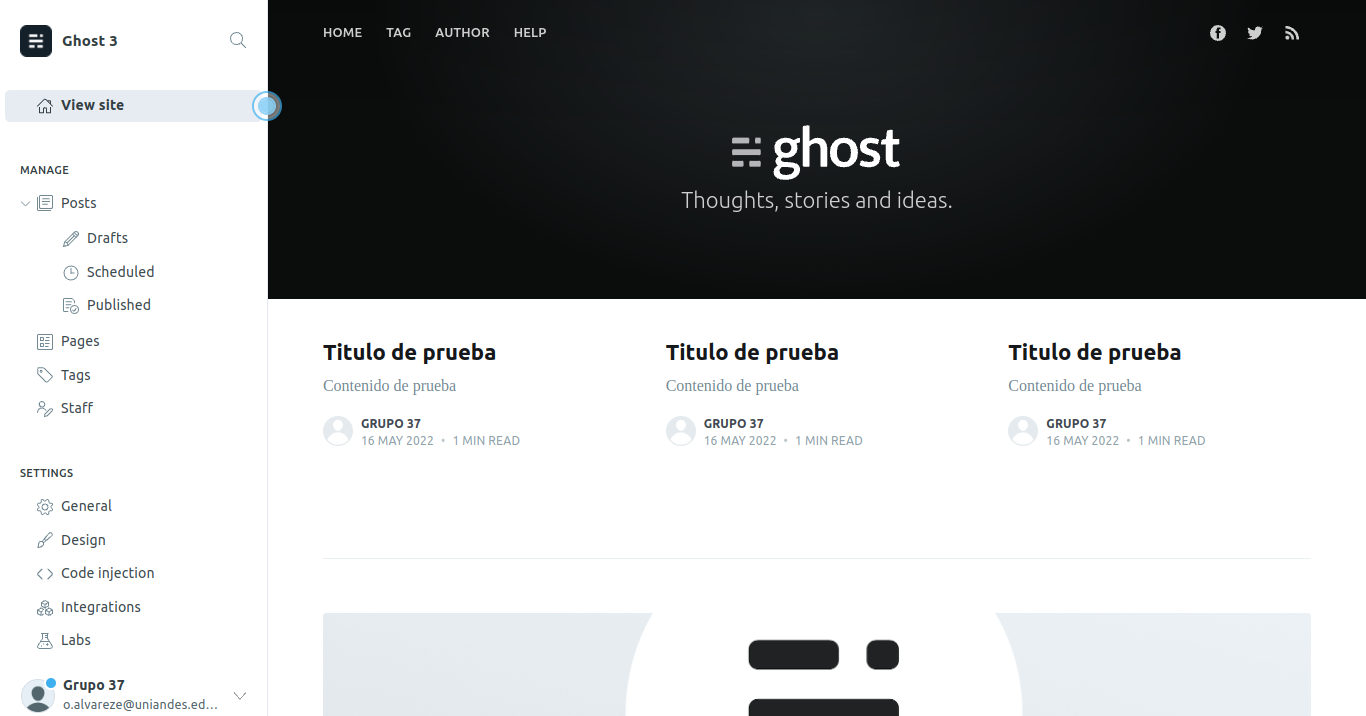 Ghost 3
View site
MANAGE
Posts
Drafts
Scheduled
Published
Pages
Tags
Staff
SETTINGS
General
Design
Code injection
Integrations
Labs
Grupo 37
o.alvareze@uniandes.ed...
HOME TAG AUTHOR HELP
ghost
Thoughts, stories and ideas.
Titulo de prueba
Contenido de prueba
GRUPO 37
16 MAY 2022 • 1 MIN READ
Titulo de prueba
Contenido de prueba
GRUPO 37
16 MAY 2022 • 1 MIN READ
Titulo de prueba
Contenido de prueba
GRUPO 37
16 MAY 2022 • 1 MIN READ